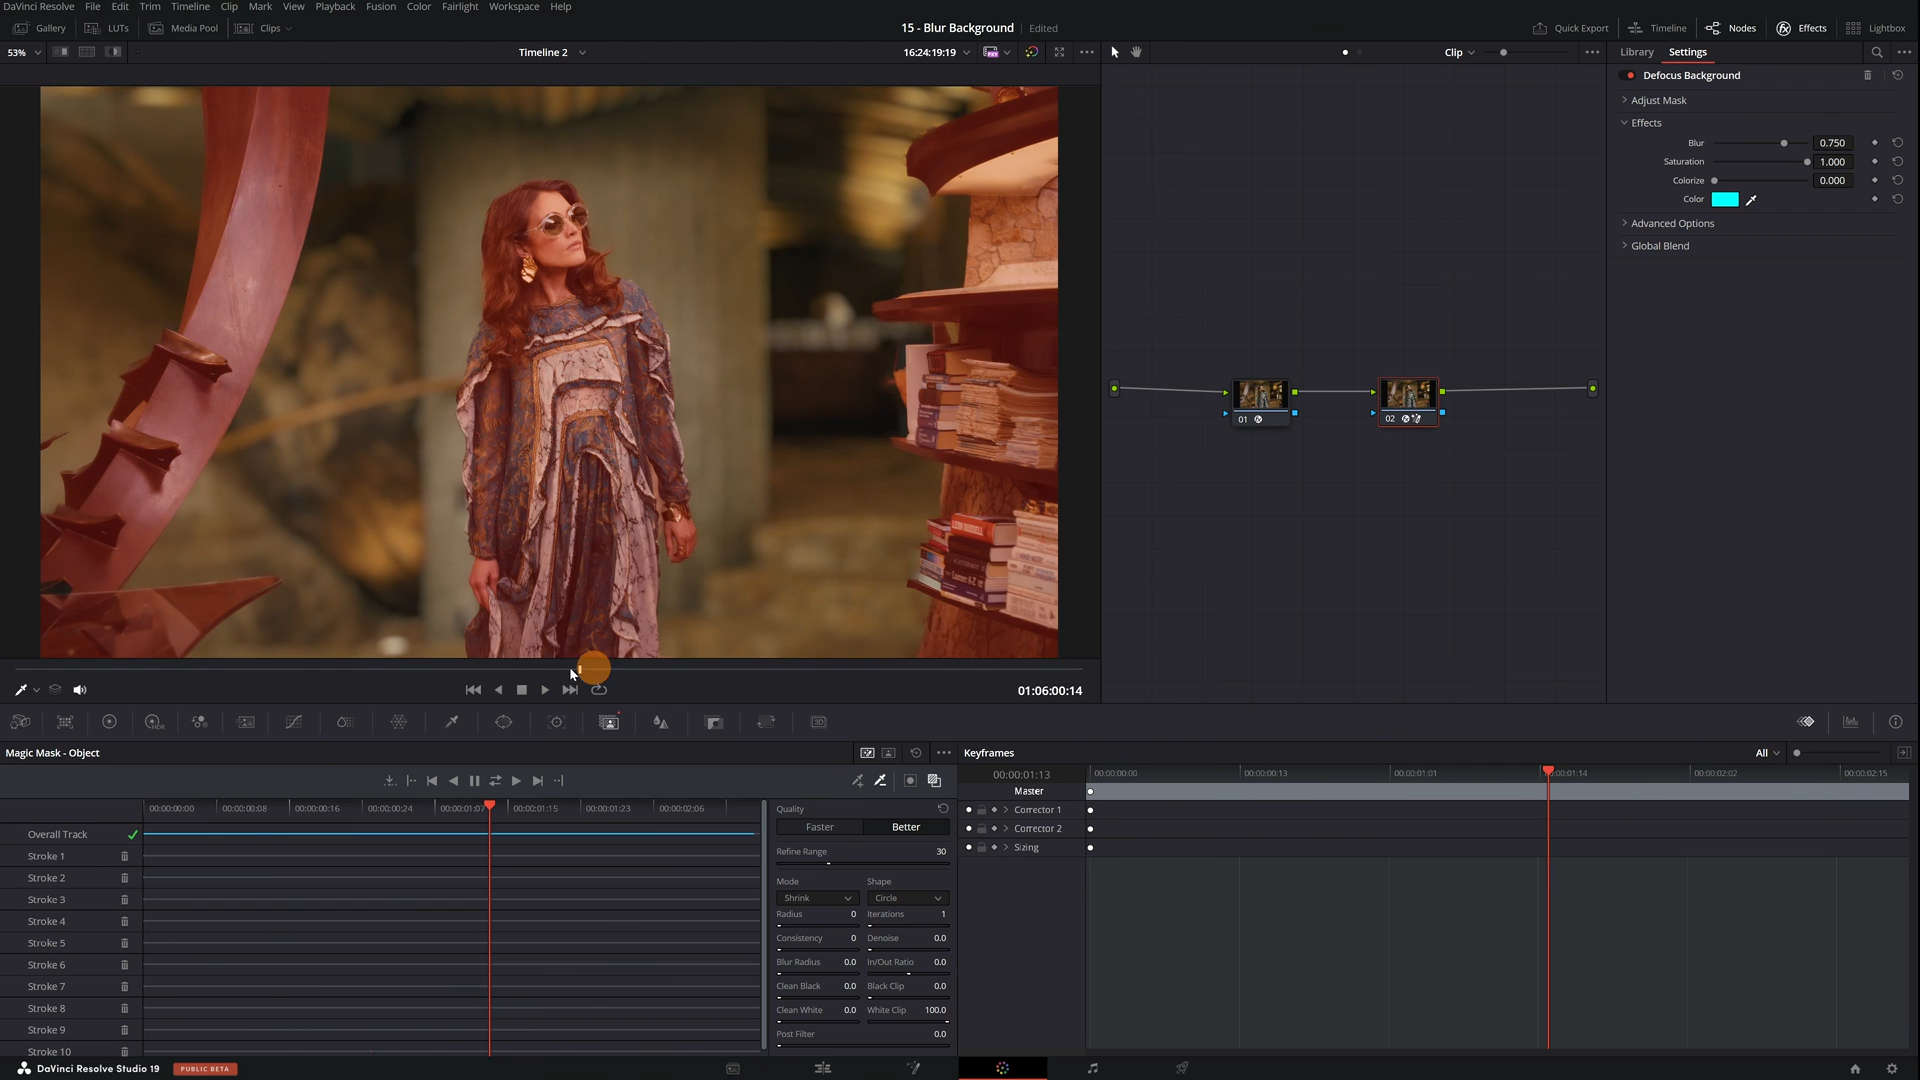 DaVinci Resolve File Edit Trim Timeline Clip Mark View Playback Fusion Color Fairlight Workspace Help
Gallery LUTs Media Pool Clips 15 - Blur Background Edited Quick Export Timeline Nodes Effects Lightbox
53% Timeline 2 16:24:19:19 Clip Library Settings
Defocus Background
Adjust Mask
Effects
Blur 0.750
Saturation 1.000
Colorize 0.000
Color
Advanced Options
Global Blend
01
02
LEON RUSSELL
01:06:00:14
Magic Mask - Object
00:00:00:00 00:00:00:08 00:00:00:16 00:00:00:24 00:00:01:07 00:00:01:15 00:00:01:23 00:00:02:06
Overall Track
Stroke 1
Stroke 2
Stroke 3
Stroke 4
Stroke 5
Stroke 6
Stroke 7
Stroke 8
Stroke 9
Stroke 10
Quality
Faster Better
Refine Range 30
Mode Shape
Shrink Circle
Radius 0 Iterations 1
Consistency 0 Denoise 0.0
Blur Radius 0.0 In/Out Ratio 0.0
Clean Black 0.0 Black Clip 0.0
Clean White 0.0 White Clip 100.0
Post Filter 0.0
Keyframes All
00:00:01:13 00:00:00:00 00:00:00:13 00:00:01:01 00:00:01:14 00:00:02:02 00:00:02:15
Master
Corrector 1
Corrector 2
Sizing
DaVinci Resolve Studio 19 PUBLIC BETA